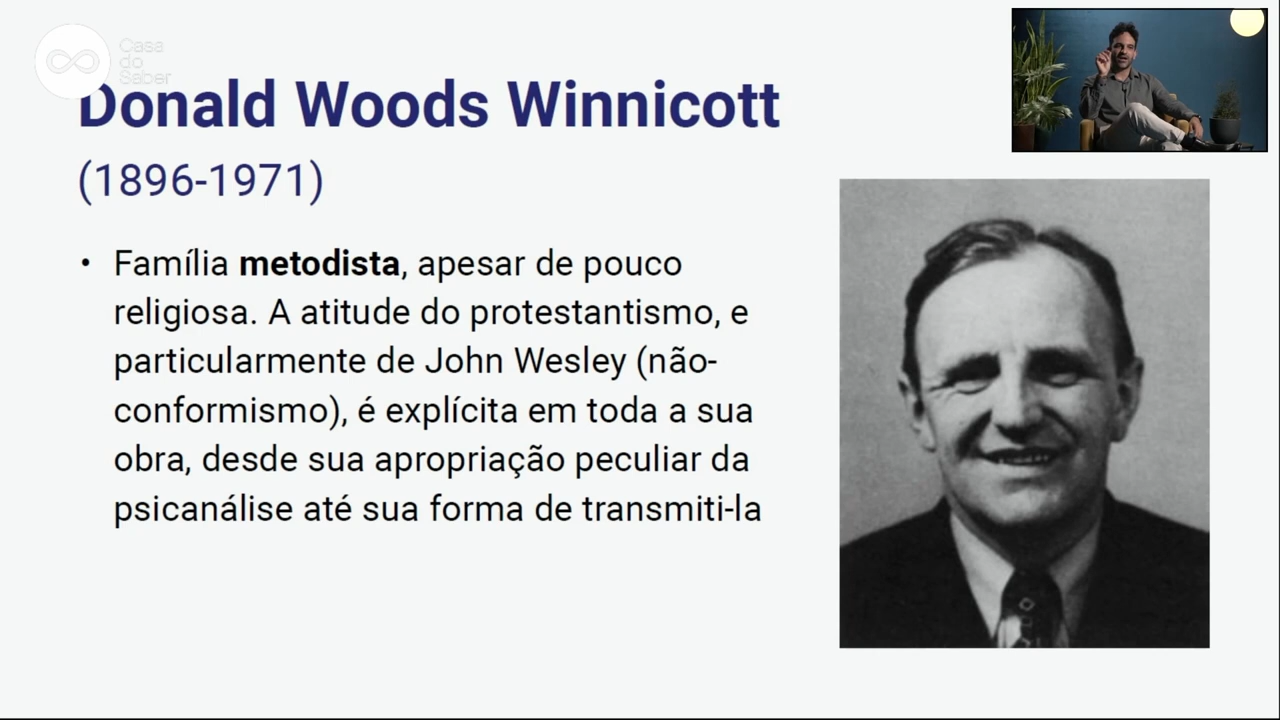 Casa
do
Saber
Donald Woods Winnicott
(1896-1971)
• Família metodista, apesar de pouco
religiosa. A atitude do protestantismo, e
particularmente de John Wesley (não-
conformismo), é explícita em toda a sua
obra, desde sua apropriação peculiar da
psicanálise até sua forma de transmiti-la